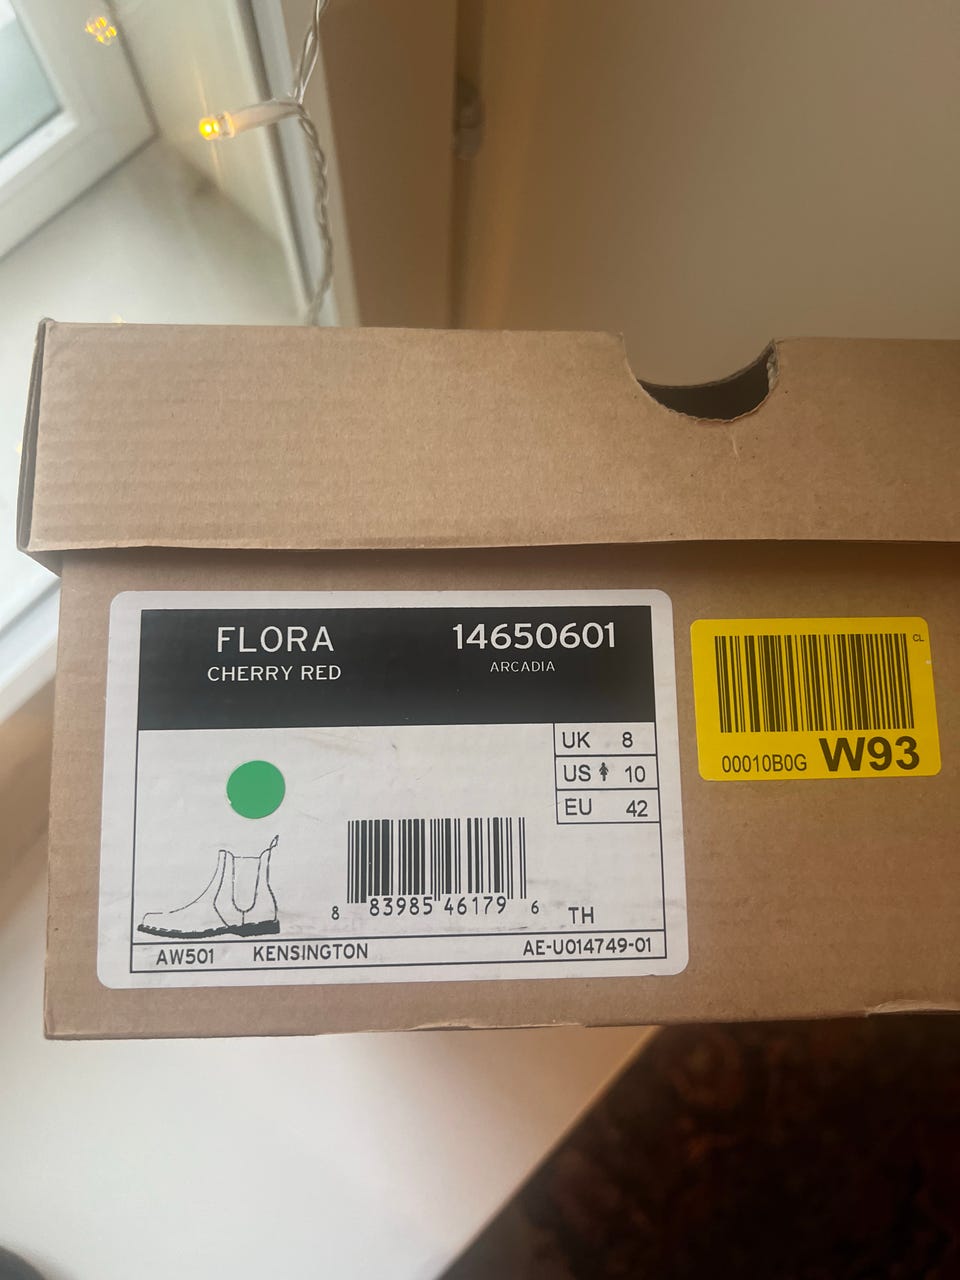 FLORA
CHERRY RED
14650601
ARCADIA
UK 8
US 10
EU 42
8 83985 46179 6
TH
AW501 KENSINGTON AE-U014749-01
CL
00010B0G W93